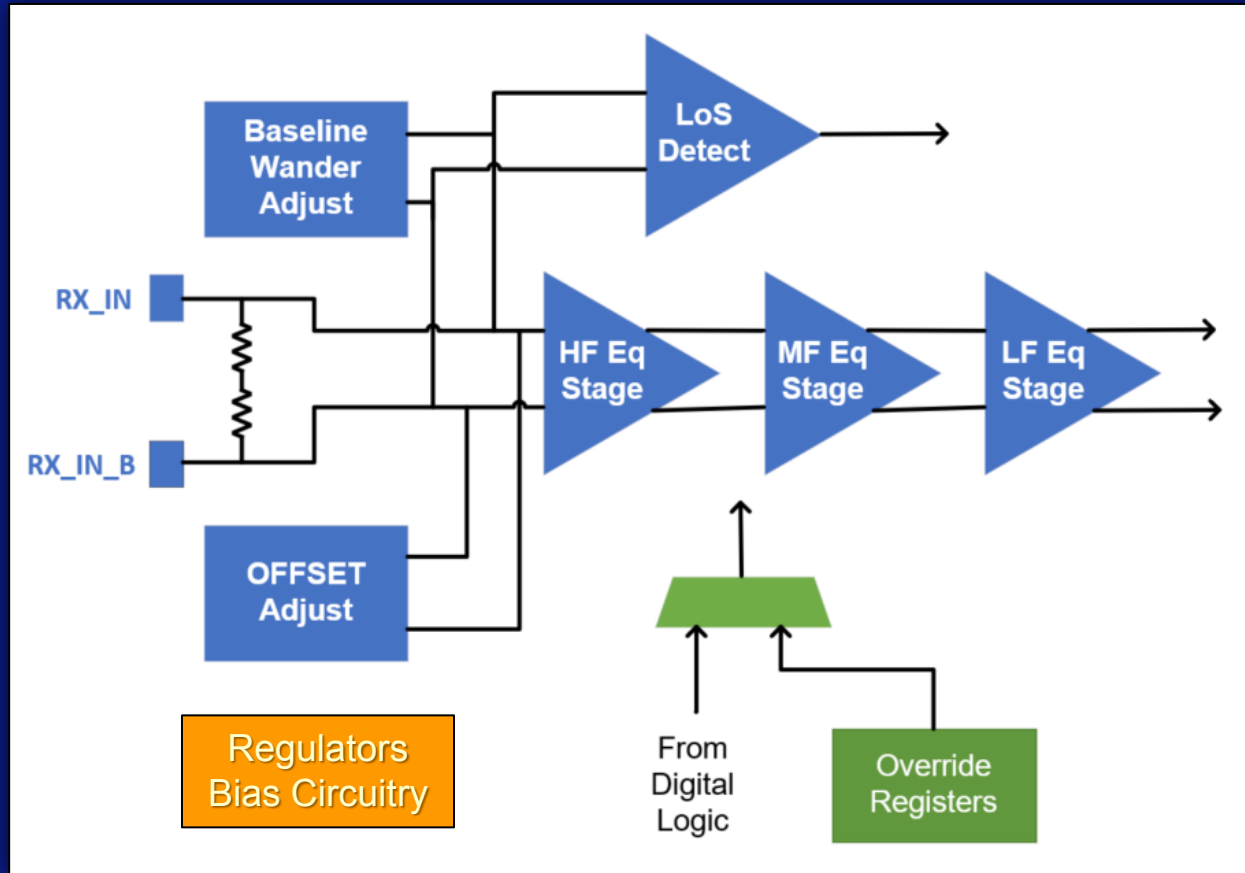 Baseline
Wander
Adjust
LoS
Detect
RX_IN
HF Eq
Stage
MF Eq
Stage
LF Eq
Stage
RX_IN_B
OFFSET
Adjust
Regulators
Bias Circuitry
From
Digital
Logic
Override
Registers